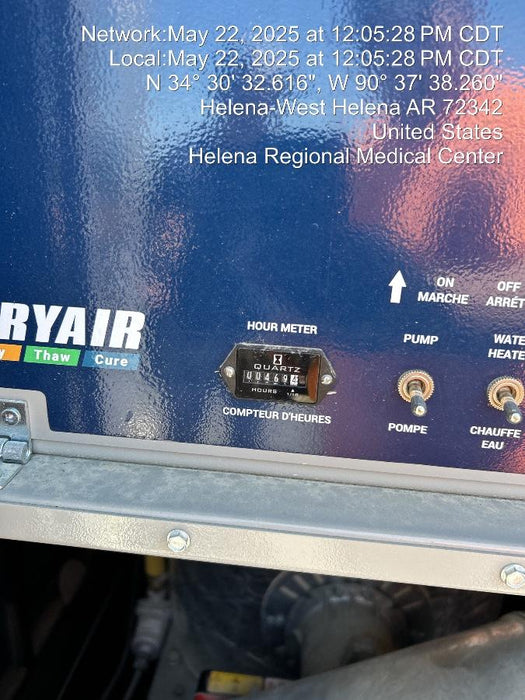 Network:May 22, 2025 at 12:05:28 PM CDT
Local:May 22, 2025 at 12:05:28 PM CDT
N 34° 30' 32.616", W 90° 37' 38.260"
Helena-West Helena AR 72342
United States
Helena Regional Medical Center
ON
MARCHE
OFF
ARRÊT
RYAIR
y Thaw Cure
HOUR METER
QUARTZ
004694
HOURS 1/10
COMPTEUR D'HEURES
PUMP
POMPE
WATE
HEATE
CHAUFFE
EAU